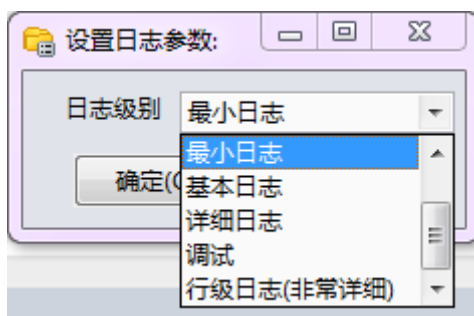 设置日志参数:
日志级别 最小日志
最小日志
确定(
基本日志
详细日志
调试
行级日志(非常详细)